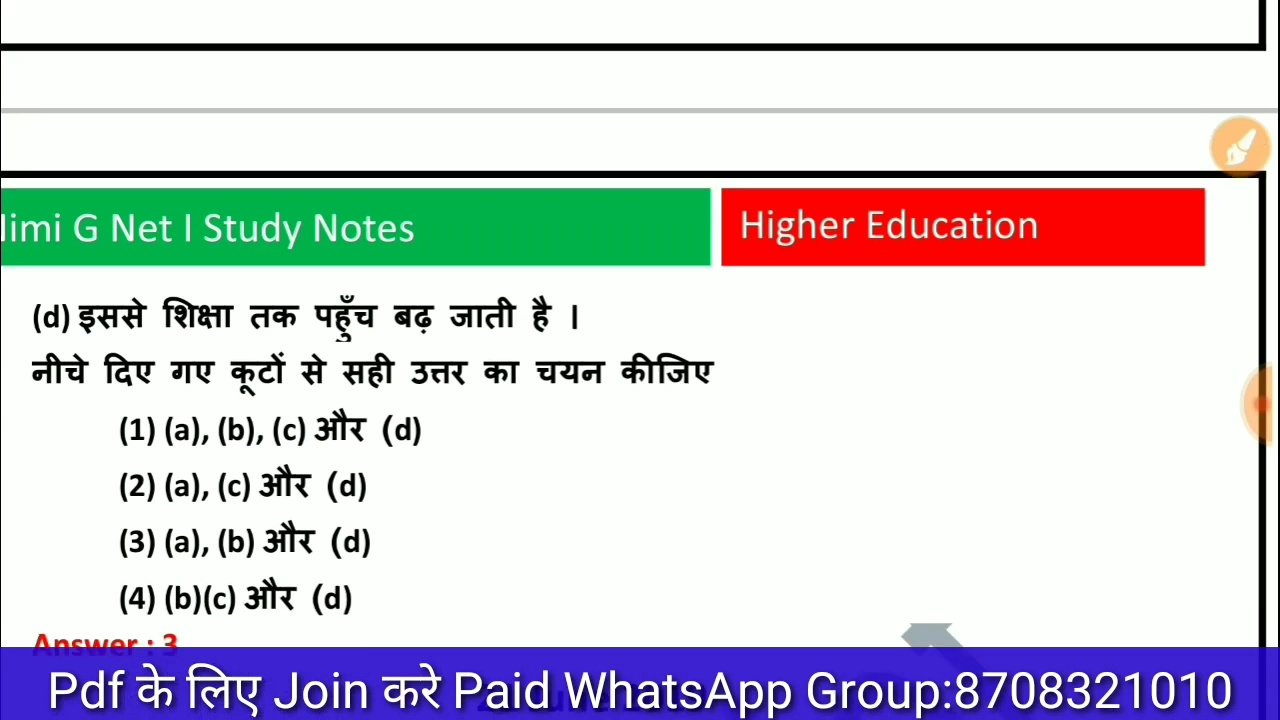 imi G Net I Study Notes
Higher Education
(d) इससे शिक्षा तक पहुँच बढ़ जाती है ।
नीचे दिए गए कूटों से सही उत्तर का चयन कीजिए
(1) (a), (b), (c) और (d)
(2) (a), (c) और (d)
(3) (a), (b) और (d)
(4) (b)(c) और (d)
Answer : 3
Pdf के लिए Join करे Paid WhatsApp Group:8708321010